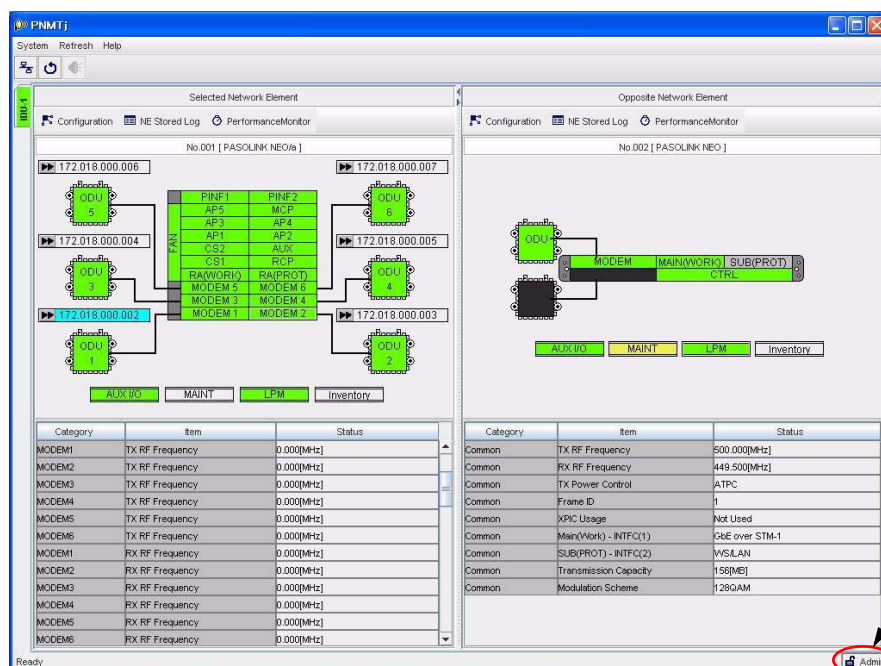 PNMTj
System Refresh Help
IDU-1
Selected Network Element
Configuration NE Stored Log PerformanceMonitor
No.001 [ PASOLINK NEO/a ]
172.018.000.006
172.018.000.007
ODU 5
ODU 6
172.018.000.004
172.018.000.005
ODU 3
ODU 4
172.018.000.002
172.018.000.003
ODU 1
ODU 2
FAN
PINF1 PINF2
AP5 MCP
AP3 AP4
AP1 AP2
CS2 AUX
CS1 RCP
RA(WORK) RA(PROT)
MODEM 5 MODEM 6
MODEM 3 MODEM 4
MODEM 1 MODEM 2
AUX I/O MAINT LPM Inventory
Category Item Status
MODEM1 TX RF Frequency 0.000[MHz]
MODEM2 TX RF Frequency 0.000[MHz]
MODEM3 TX RF Frequency 0.000[MHz]
MODEM4 TX RF Frequency 0.000[MHz]
MODEM5 TX RF Frequency 0.000[MHz]
MODEM6 TX RF Frequency 0.000[MHz]
MODEM1 RX RF Frequency 0.000[MHz]
MODEM2 RX RF Frequency 0.000[MHz]
MODEM3 RX RF Frequency 0.000[MHz]
MODEM4 RX RF Frequency 0.000[MHz]
MODEM5 RX RF Frequency 0.000[MHz]
MODEM6 RX RF Frequency 0.000[MHz]
Opposite Network Element
Configuration NE Stored Log PerformanceMonitor
No.002 [ PASOLINK NEO ]
ODU
MODEM MAIN(WORK) SUB(PROT)
CTRL
AUX I/O MAINT LPM Inventory
Category Item Status
Common TX RF Frequency 500.000[MHz]
Common RX RF Frequency 449.500[MHz]
Common TX Power Control ATPC
Common Frame ID 1
Common XPIC Usage Not Used
Common Main(Work) - INTFC(1) GbE over STM-1
Common SUB(PROT) - INTFC(2) WS/LAN
Common Transmission Capacity 156[MB]
Common Modulation Scheme 128QAM
Ready
Admi